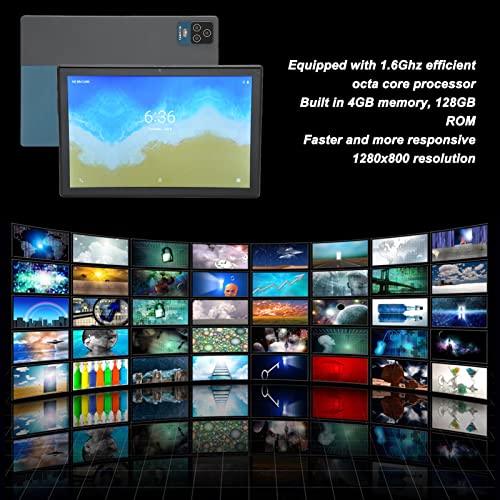 Equipped with 1.6Ghz efficient
octa core processor
Built in 4GB memory, 128GB
ROM
Faster and more responsive
1280x800 resolution
6:36